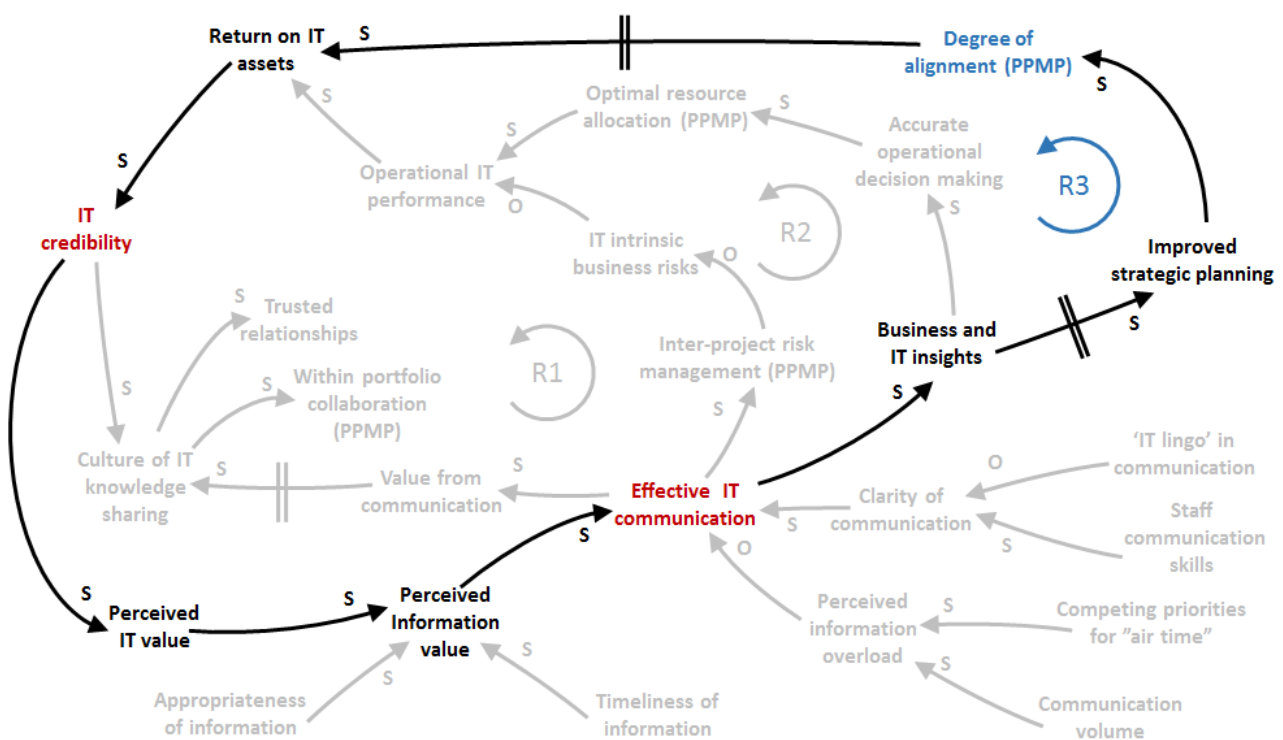 Return on IT
assets
S
Degree of
alignment (PPMP)
S
S
Optimal resource
allocation (PPMP)
S
Accurate
operational
decision making
S
Operational IT
performance
O
S
R3
R2
IT
credibility
S
IT intrinsic
business risks
O
Improved
strategic planning
S
Trusted
relationships
S
Business and
IT insights
S
Inter-project risk
management (PPMP)
S
R1
Within portfolio
collaboration
(PPMP)
S
S
Culture of IT
knowledge
sharing
S
Value from
communication
S
Effective IT
communication
S
Clarity of
communication
S
O
'IT lingo' in
communication
Staff
communication
skills
S
O
S
Perceived
IT value
S
S
Perceived
Information
value
Perceived
information
overload
S
Competing priorities
for ”air time”
S
Communication
volume
S
Appropriateness
of information
S
Timeliness of
information